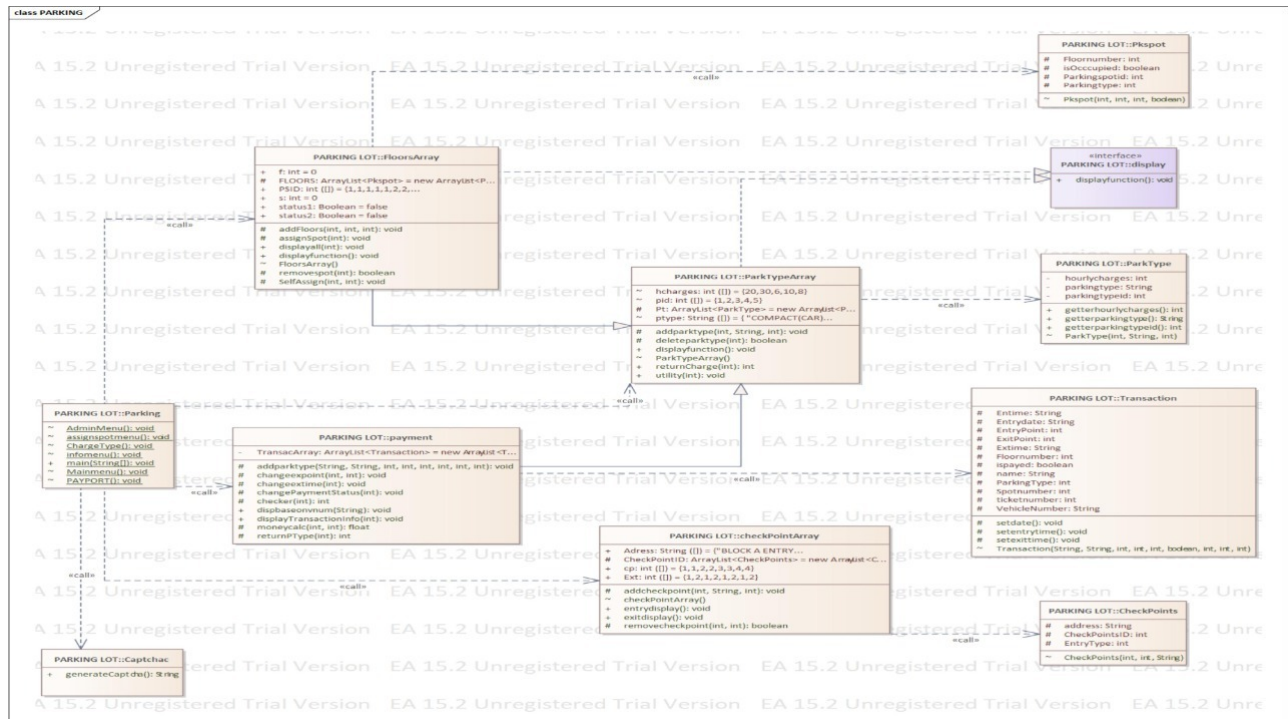 class PARKING
EA 15.2 Unregistered Trial Version
PARKING LOT::Pkspot
# Floornumber: int
# isOcccupied: boolean
# Parkingspotid: int
# Parkingtype: int
~ Pkspot(int, int, int, boolean)
«call»
PARKING LOT::FloorsArray
+ f: int = 0
# FLOORS: ArrayList<Pkspot> = new ArrayList<P...
+ PSID: int ([]) = {1,1,1,1,1,2,2,...
+ s: int = 0
+ status1: Boolean = false
+ status2: Boolean = false
# addFloors(int, int, int): void
# assignSpot(int): void
+ displayall(int): void
+ displayfunction(): void
~ FloorsArray()
# removespot(int): boolean
# SelfAssign(int, int): void
«interface»
PARKING LOT::display
+ displayfunction(): void
«call»
PARKING LOT::ParkTypeArray
~ hcharges: int ([]) = {20,30,6,10,8}
~ pid: int ([]) = {1,2,3,4,5}
# Pt: ArrayList<ParkType> = new ArrayList<P...
~ ptype: String ([]) = { "COMPACT(CAR)...
# addparktype(int, String, int): void
# deleteparktype(int): boolean
+ displayfunction(): void
~ ParkTypeArray()
+ returnCharge(int): int
+ utility(int): void
«call»
PARKING LOT::ParkType
- hourlycharges: int
- parkingtype: String
- parkingtypeid: int
+ getterhourlycharges(): int
+ getterparkingtype(): String
+ getterparkingtypeid(): int
~ ParkType(int, String, int)
«call»
PARKING LOT::Parking
~ AdminMenu(): void
~ assignspotmenu(): void
~ ChargeType(): void
~ infomenu(): void
+ main(String[]): void
~ Mainmenu(): void
~ PAYPORT(): void
«call»
PARKING LOT::payment
- TransacArray: ArrayList<Transaction> = new ArrayList<T...
# addparktype(String, String, int, int, int, int, int, int): void
# changeexpoint(int, int): void
# changeextime(int): void
# changePaymentStatus(int): void
# checker(int): int
+ dispbaseonvnum(String): void
+ displayTransactionInfo(int): void
# moneycalc(int, int): float
# returnPType(int): int
«call»
PARKING LOT::Transaction
# Entime: String
# Entrydate: String
# EntryPoint: int
# ExitPoint: int
# Extime: String
# Floornumber: int
# ispayed: boolean
# name: String
# ParkingType: int
# Spotnumber: int
# ticketnumber: int
# VehicleNumber: String
# setdate(): void
# setentrytime(): void
# setexittime(): void
~ Transaction(String, String, int, int, int, boolean, int, int, int)
PARKING LOT::checkPointArray
+ Adress: String ([]) = {"BLOCK A ENTRY...
# CheckPointID: ArrayList<CheckPoints> = new ArrayList<C...
+ cp: int ([]) = {1,1,2,2,3,3,4,4}
+ Ext: int ([]) = {1,2,1,2,1,2,1,2}
# addcheckpoint(int, String, int): void
~ checkPointArray()
+ entrydisplay(): void
+ exitdisplay(): void
# removecheckpoint(int, int): boolean
«call»
«call»
«call»
PARKING LOT::CheckPoints
# address: String
# CheckPointsID: int
# EntryType: int
~ CheckPoints(int, int, String)
PARKING LOT::Captchac
+ generateCaptcha(): String